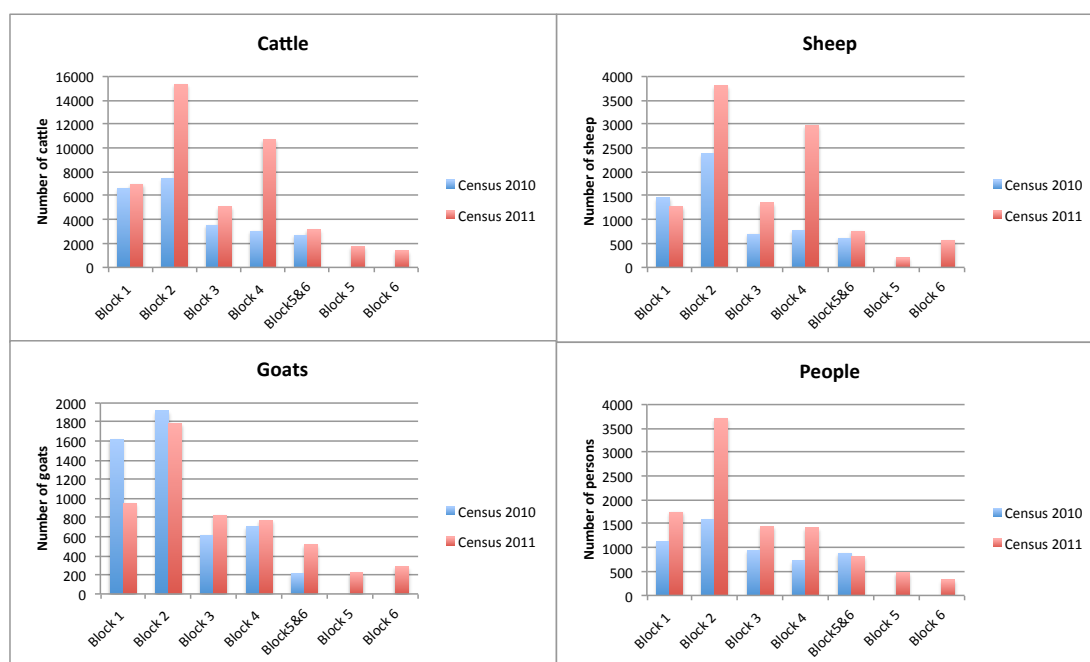 Cattle
Number of cattle
16000
14000
12000
10000
8000
6000
4000
2000
0
Block 1
Block 2
Block 3
Block 4
Block5&6
Block 5
Block 6
Census 2010
Census 2011
Sheep
Number of sheep
4000
3500
3000
2500
2000
1500
1000
500
0
Block 1
Block 2
Block 3
Block 4
Block5&6
Block 5
Block 6
Census 2010
Census 2011
Goats
Number of goats
2000
1800
1600
1400
1200
1000
800
600
400
200
0
Block 1
Block 2
Block 3
Block 4
Block5&6
Block 5
Block 6
Census 2010
Census 2011
People
Number of persons
4000
3500
3000
2500
2000
1500
1000
500
0
Block 1
Block 2
Block 3
Block 4
Block5&6
Block 5
Block 6
Census 2010
Census 2011